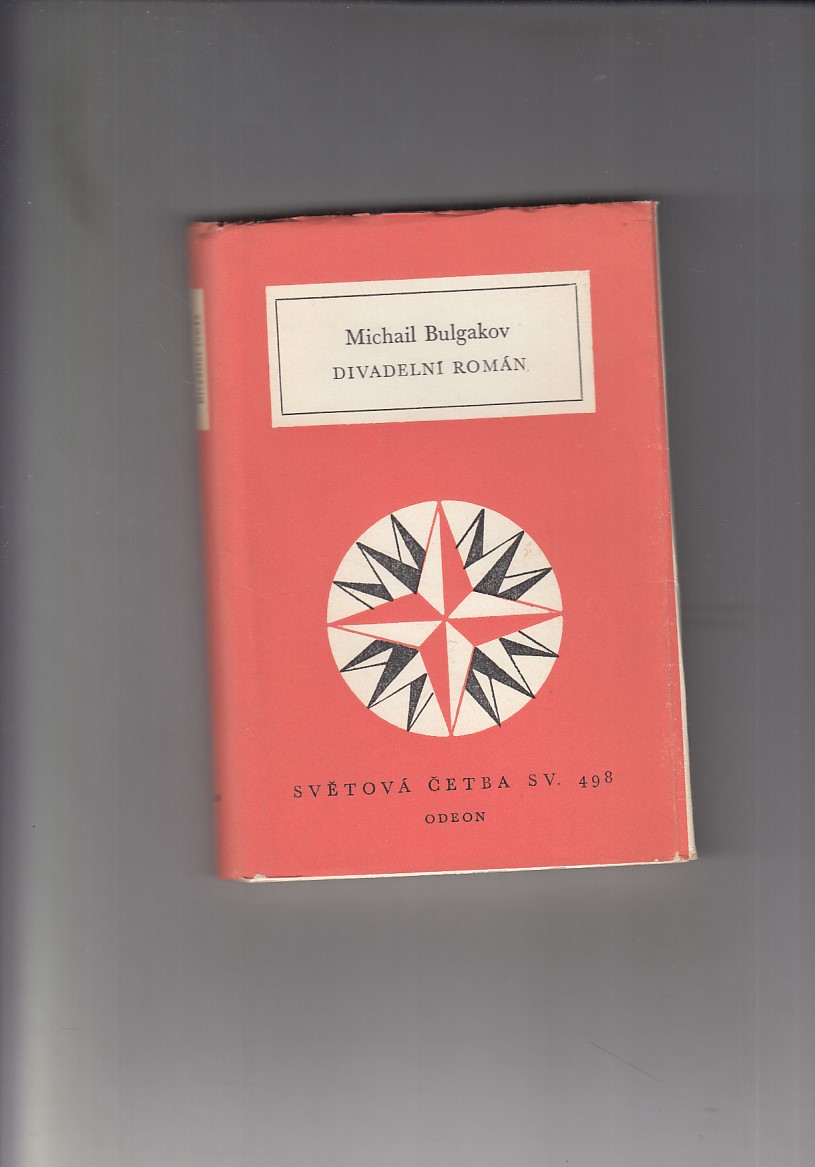 Michail Bulgakov
DIVADELNÍ ROMÁN
SVĚTOVÁ ČETBA SV. 498
ODEON